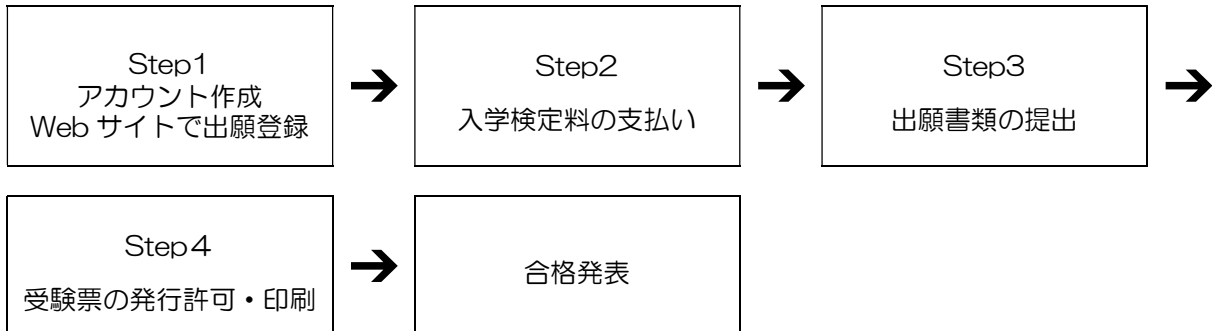 Step1
アカウント作成
Web サイトで出願登録
➔
Step2
入学検定料の支払い
➔
Step3
出願書類の提出
➔
Step4
受験票の発行許可・印刷
➔
合格発表